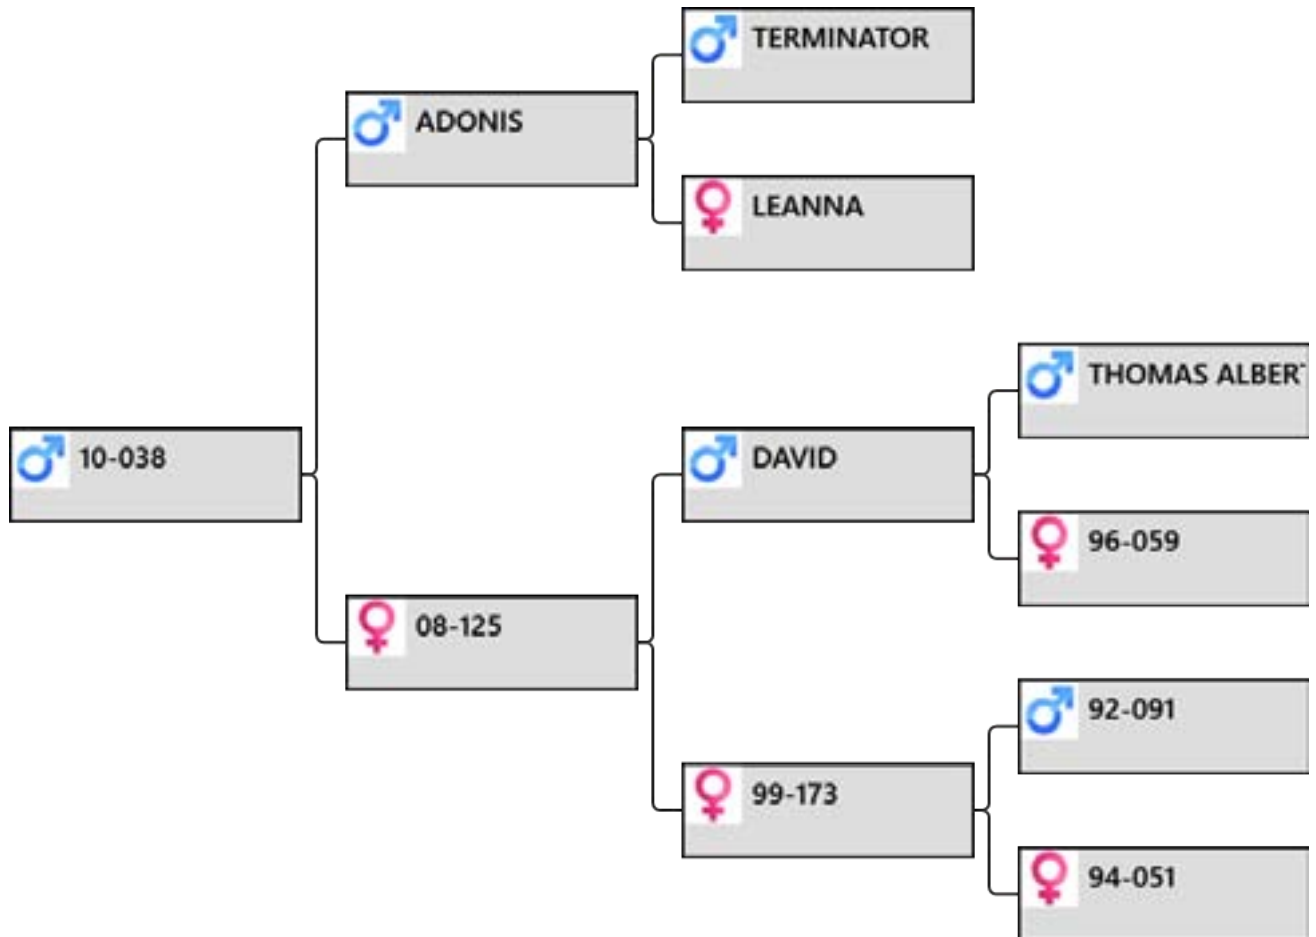 TERMINATOR
ADONIS
LEANNA
THOMAS ALBER
10-038
DAVID
96-059
08-125
92-091
99-173
94-051